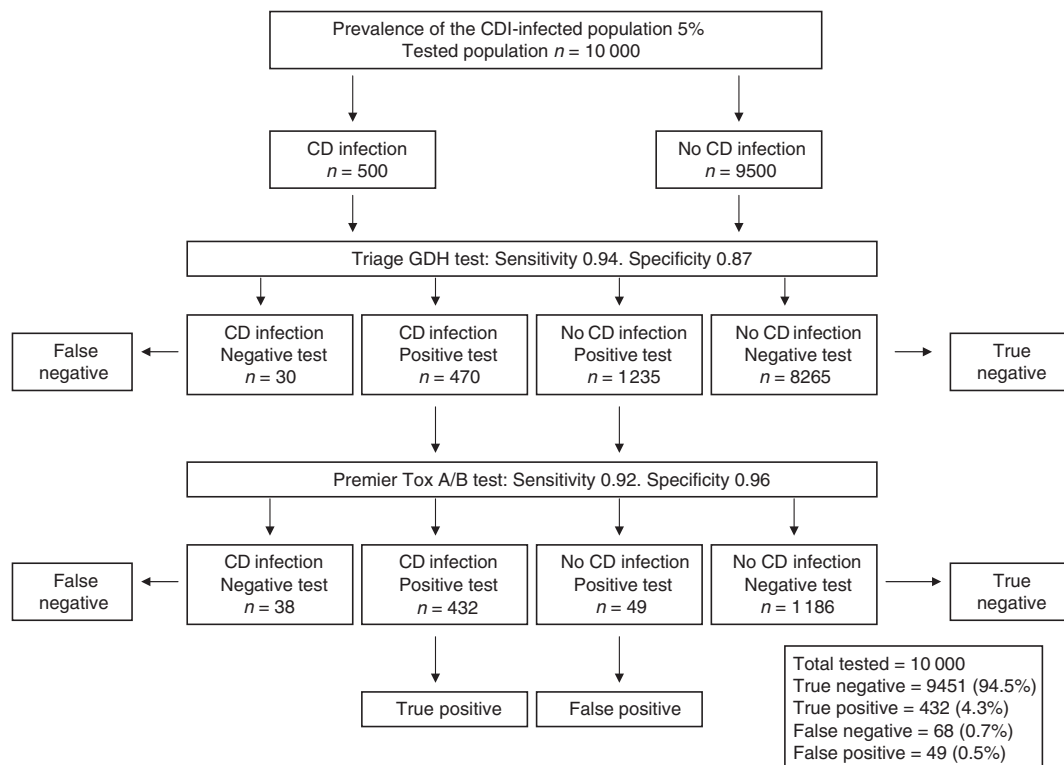 Prevalence of the CDI-infected population 5%
Tested population n = 10 000
CD infection
n = 500
No CD infection
n = 9500
Triage GDH test: Sensitivity 0.94. Specificity 0.87
False
negative
CD infection
Negative test
n = 30
CD infection
Positive test
n = 470
No CD infection
Positive test
n = 1235
No CD infection
Negative test
n = 8265
True
negative
Premier Tox A/B test: Sensitivity 0.92. Specificity 0.96
False
negative
CD infection
Negative test
n = 38
CD infection
Positive test
n = 432
No CD infection
Positive test
n = 49
No CD infection
Negative test
n = 1186
True
negative
True positive
False positive
Total tested = 10 000
True negative = 9451 (94.5%)
True positive = 432 (4.3%)
False negative = 68 (0.7%)
False positive = 49 (0.5%)